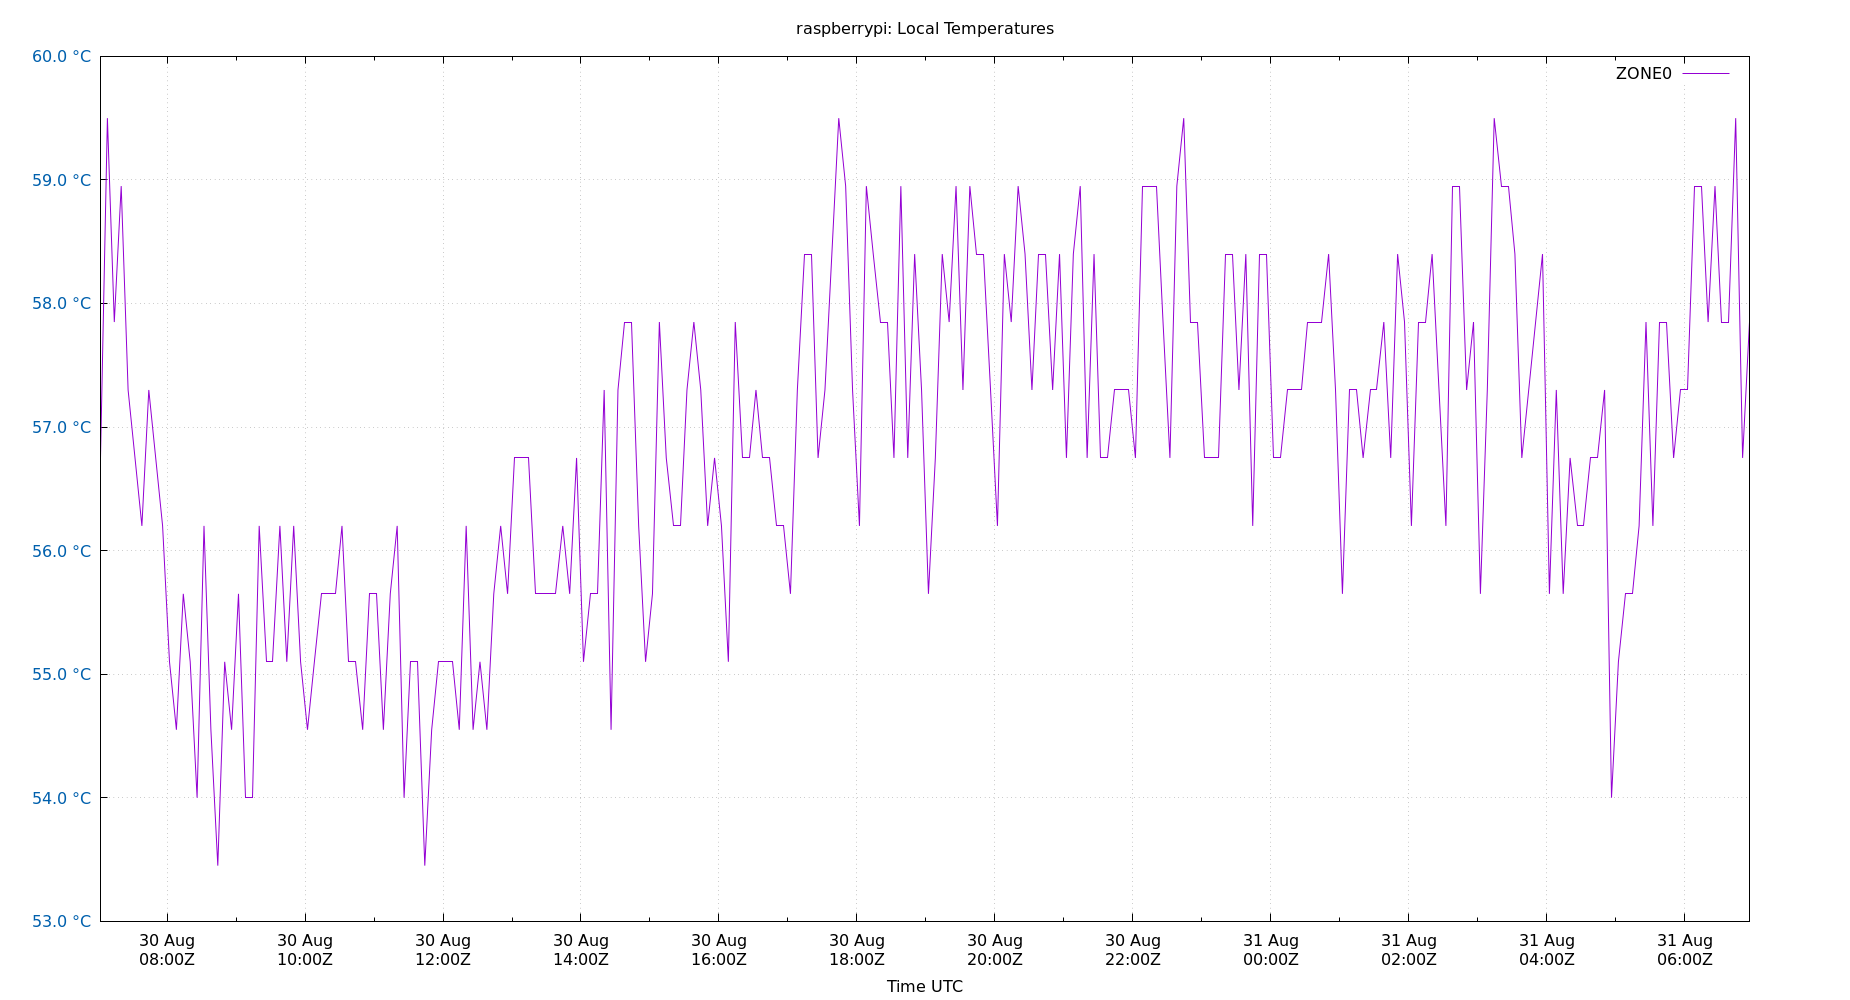 raspberrypi: Local Temperatures
60.0 °C
ZONE0
59.0 °C
58.0 °C
57.0 °C
56.0 °C
55.0 °C
54.0 °C
53.0 °C
30 Aug 30 Aug 30 Aug 30 Aug 30 Aug 30 Aug 30 Aug 30 Aug 31 Aug 31 Aug 31 Aug 31 Aug
08:00Z 10:00Z 12:00Z 14:00Z 16:00Z 18:00Z 20:00Z 22:00Z 00:00Z 02:00Z 04:00Z 06:00Z
Time UTC